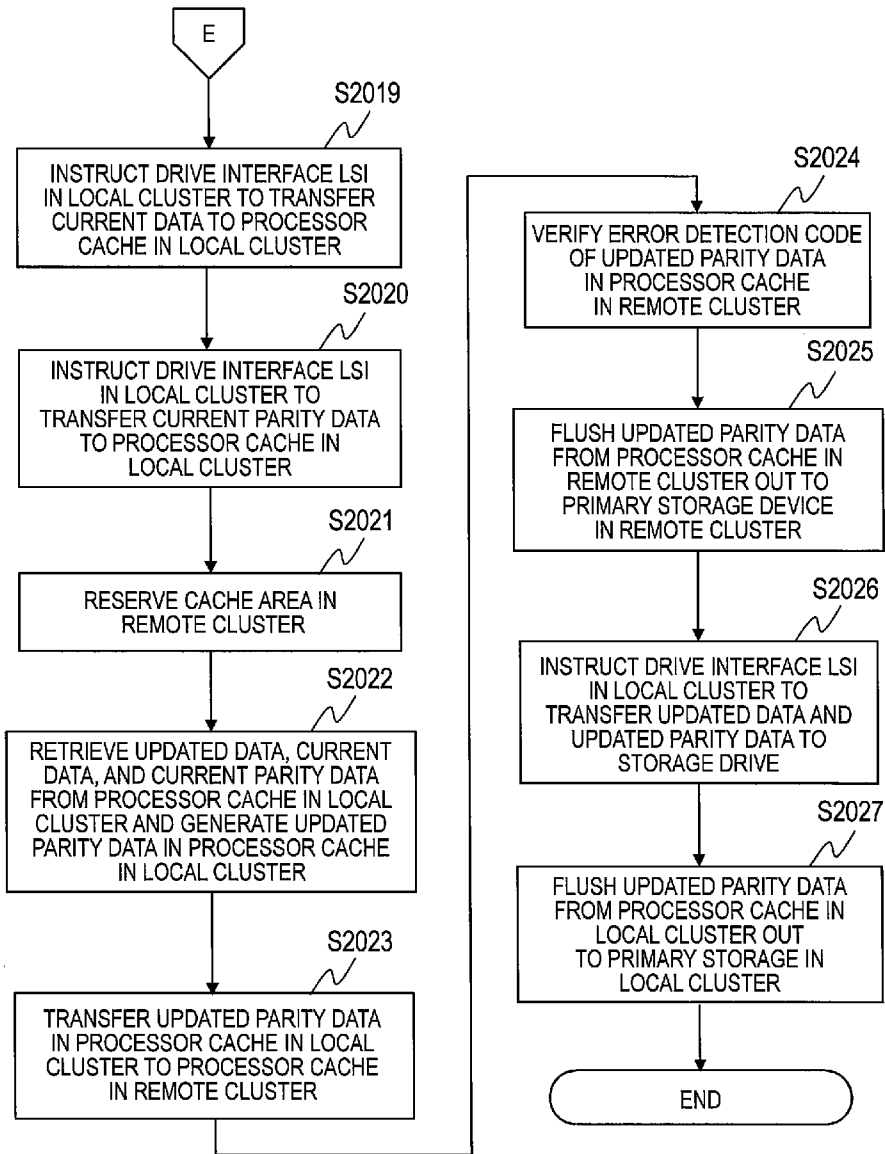 E
S2019
INSTRUCT DRIVE INTERFACE LSI
IN LOCAL CLUSTER TO TRANSFER
CURRENT DATA TO PROCESSOR
CACHE IN LOCAL CLUSTER
S2020
INSTRUCT DRIVE INTERFACE LSI
IN LOCAL CLUSTER TO
TRANSFER CURRENT PARITY DATA
TO PROCESSOR CACHE IN
LOCAL CLUSTER
S2021
RESERVE CACHE AREA IN
REMOTE CLUSTER
S2022
RETRIEVE UPDATED DATA, CURRENT
DATA, AND CURRENT PARITY DATA
FROM PROCESSOR CACHE IN LOCAL
CLUSTER AND GENERATE UPDATED
PARITY DATA IN PROCESSOR CACHE
IN LOCAL CLUSTER
S2023
TRANSFER UPDATED PARITY DATA
IN PROCESSOR CACHE IN LOCAL
CLUSTER TO PROCESSOR CACHE
IN REMOTE CLUSTER
S2024
VERIFY ERROR DETECTION CODE
OF UPDATED PARITY DATA
IN PROCESSOR CACHE
IN REMOTE CLUSTER
S2025
FLUSH UPDATED PARITY DATA
FROM PROCESSOR CACHE IN
REMOTE CLUSTER OUT TO
PRIMARY STORAGE DEVICE
IN REMOTE CLUSTER
S2026
INSTRUCT DRIVE INTERFACE LSI
IN LOCAL CLUSTER TO
TRANSFER UPDATED DATA AND
UPDATED PARITY DATA TO
STORAGE DRIVE
S2027
FLUSH UPDATED PARITY DATA
FROM PROCESSOR CACHE IN
LOCAL CLUSTER OUT
TO PRIMARY STORAGE IN
LOCAL CLUSTER
END